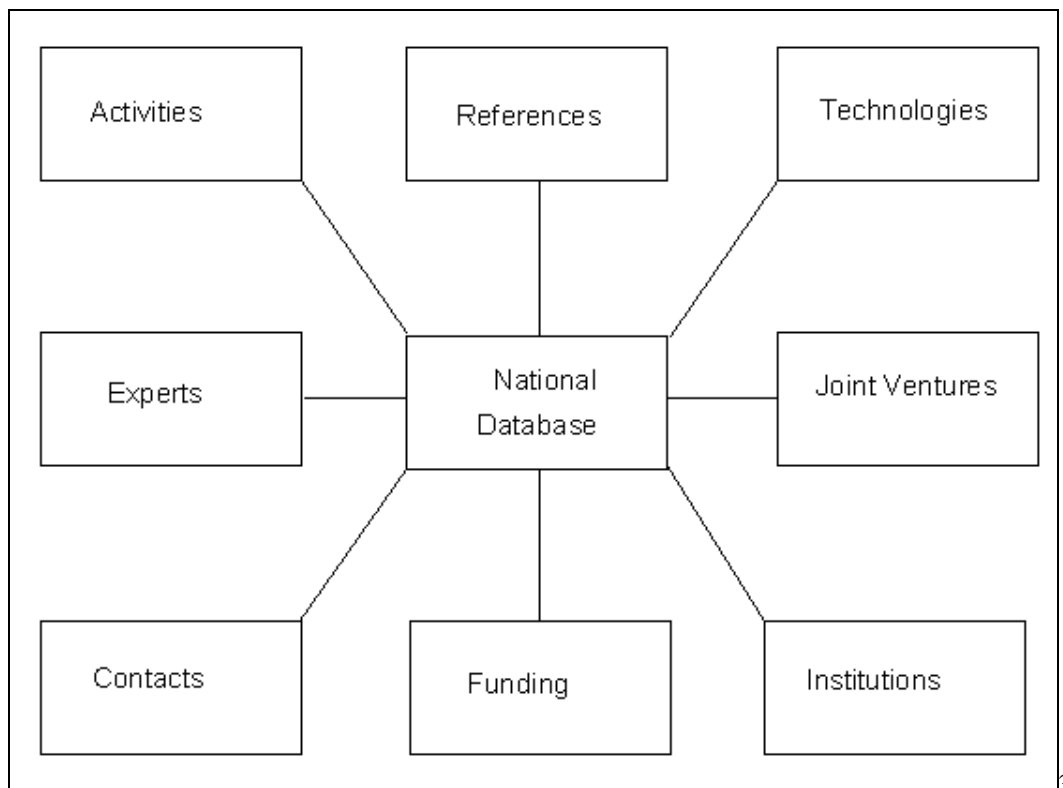 Activities
References
Technologies
Experts
National
Database
Joint Ventures
Contacts
Funding
Institutions